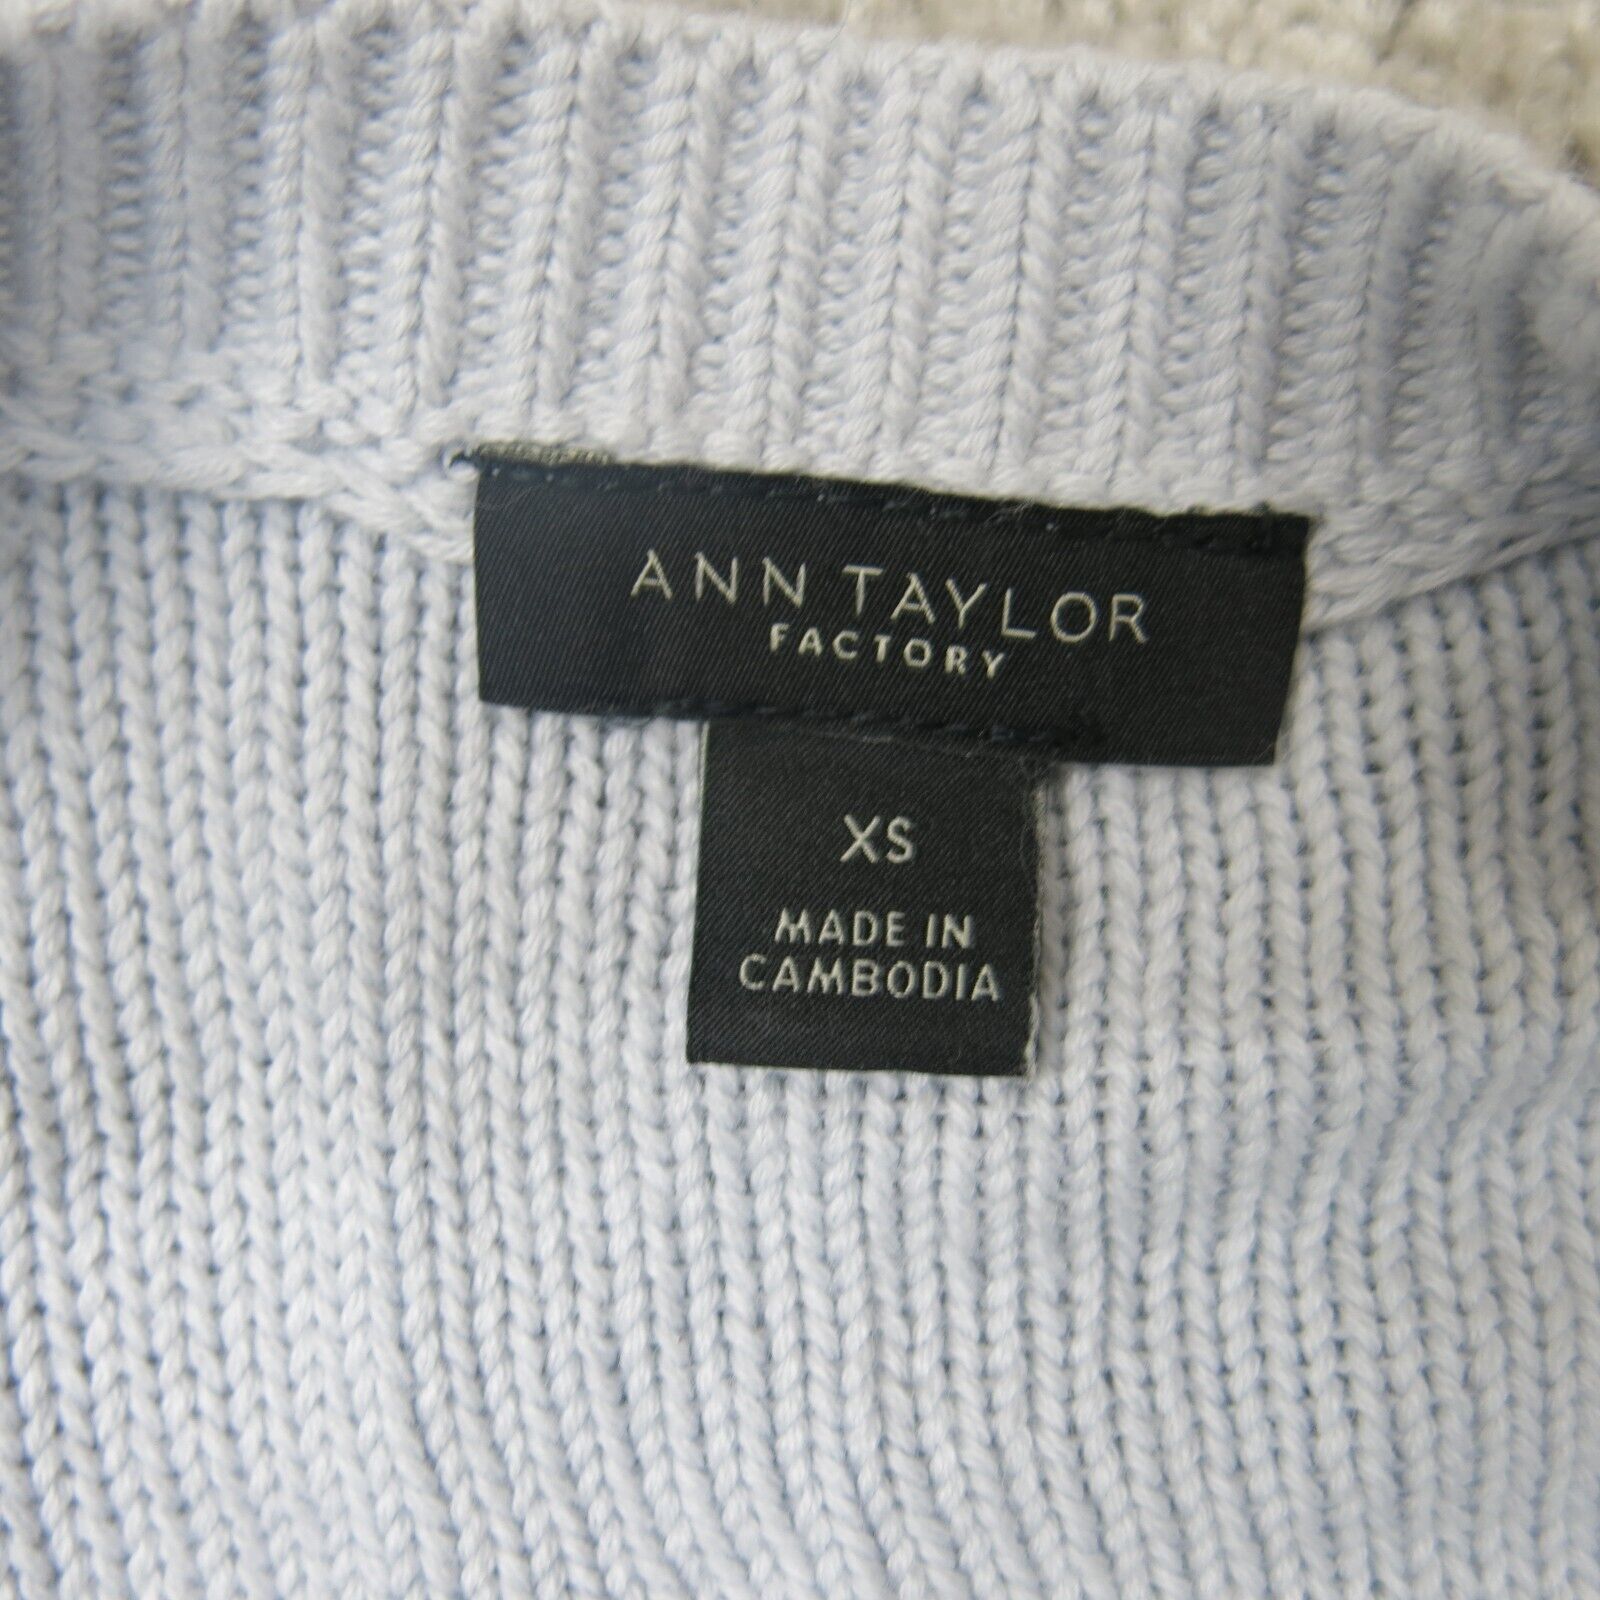 ANN TAYLOR
FACTORY
XS
MADE IN
CAMBODIA